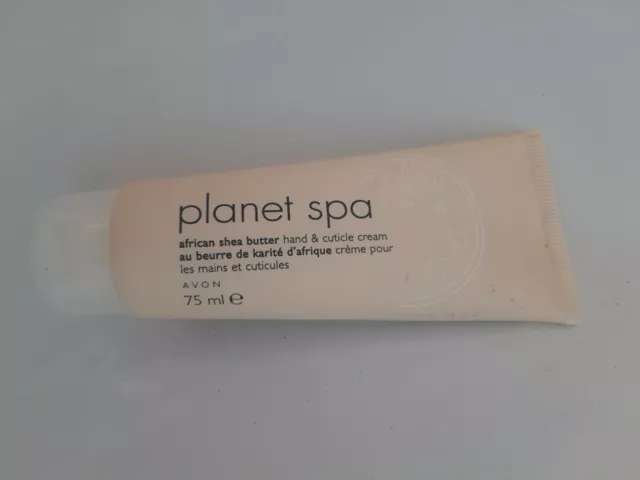 planet spa
african shea butter hand & cuticle cream
au beurre de karité d'afrique crème pour
les mains et cuticules
AVON
75 ml ℮